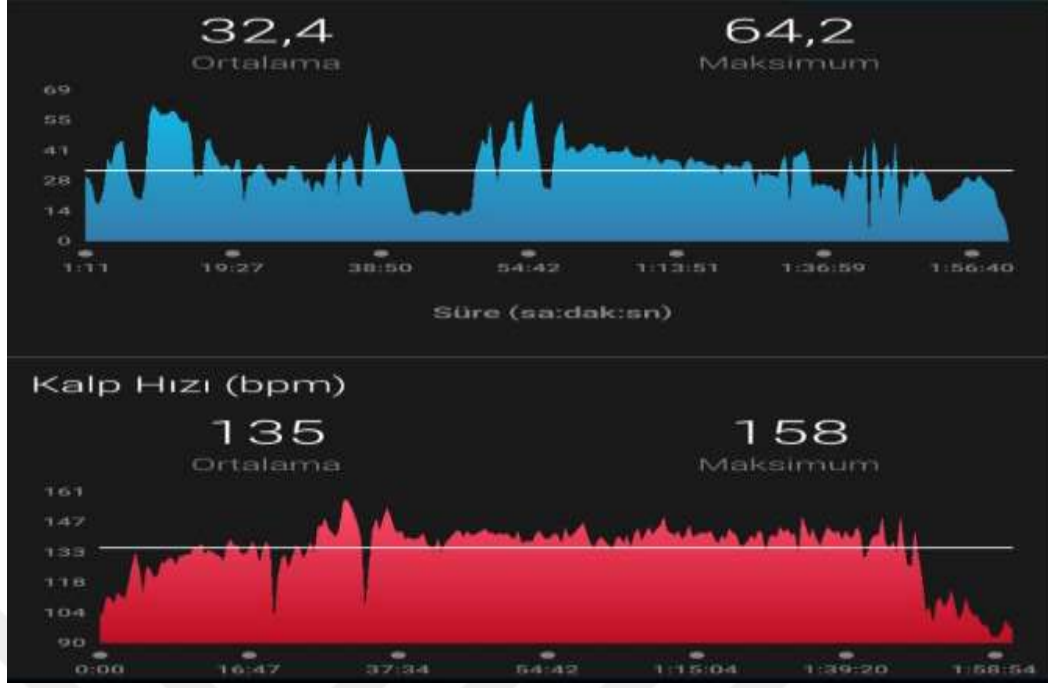 32,4 64,2
Ortalama Maksimum
69
55
41
28
14
0
1:11 19:27 38:50 54:42 1:13:51 1:36:59 1:56:40
Süre (sa:dak:sn)
Kalp Hızı (bpm)
135 158
Ortalama Maksimum
161
147
133
118
104
90
0:00 16:47 37:34 54:42 1:15:04 1:39:20 1:58:54